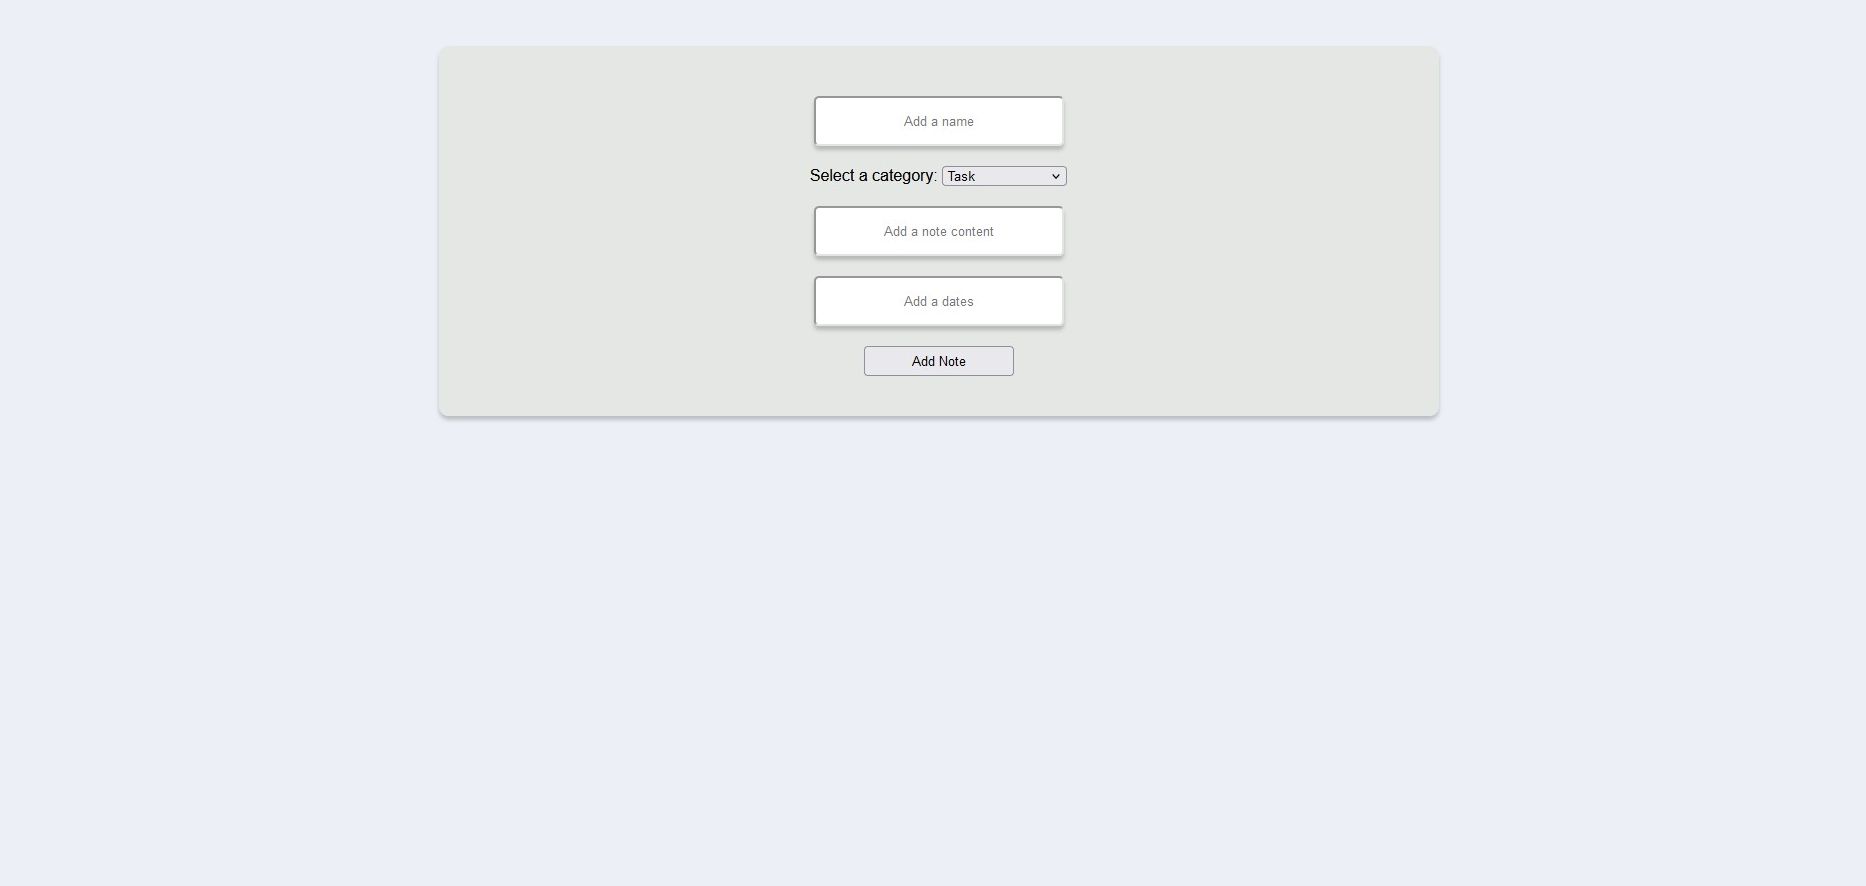 Add a name
Select a category: Task
Add a note content
Add a dates
Add Note